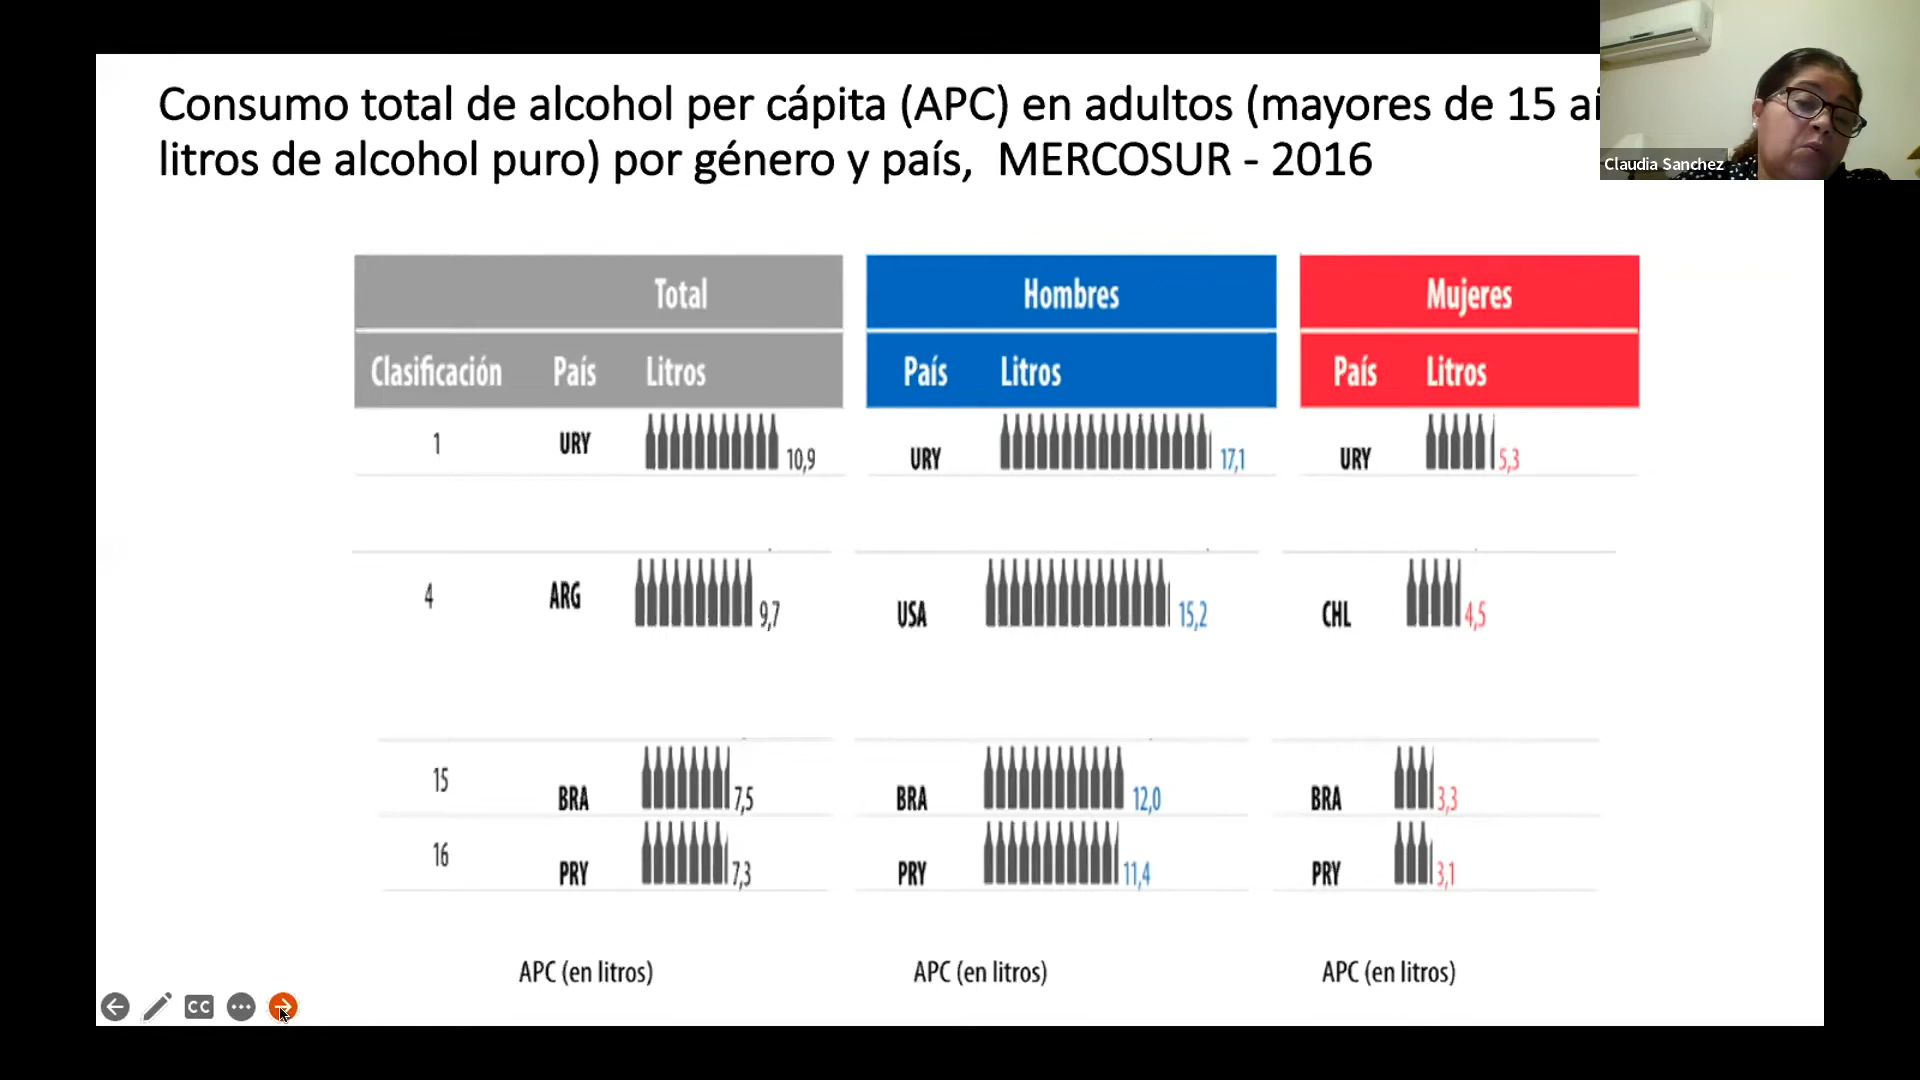 Consumo total de alcohol per cápita (APC) en adultos (mayores de 15
litros de alcohol puro) por género y país, MERCOSUR - 2016
Claudia Sanchez
Total Hombres Mujeres
Clasificación País Litros País Litros País Litros
1 URY 10,9 URY 17,1 URY 5,3
4 ARG 9,7 USA 15,2 CHL 4,5
15 BRA 7,5 BRA 12,0 BRA 3,3
16 PRY 7,3 PRY 11,4 PRY 3,1
APC (en litros) APC (en litros) APC (en litros)
CC